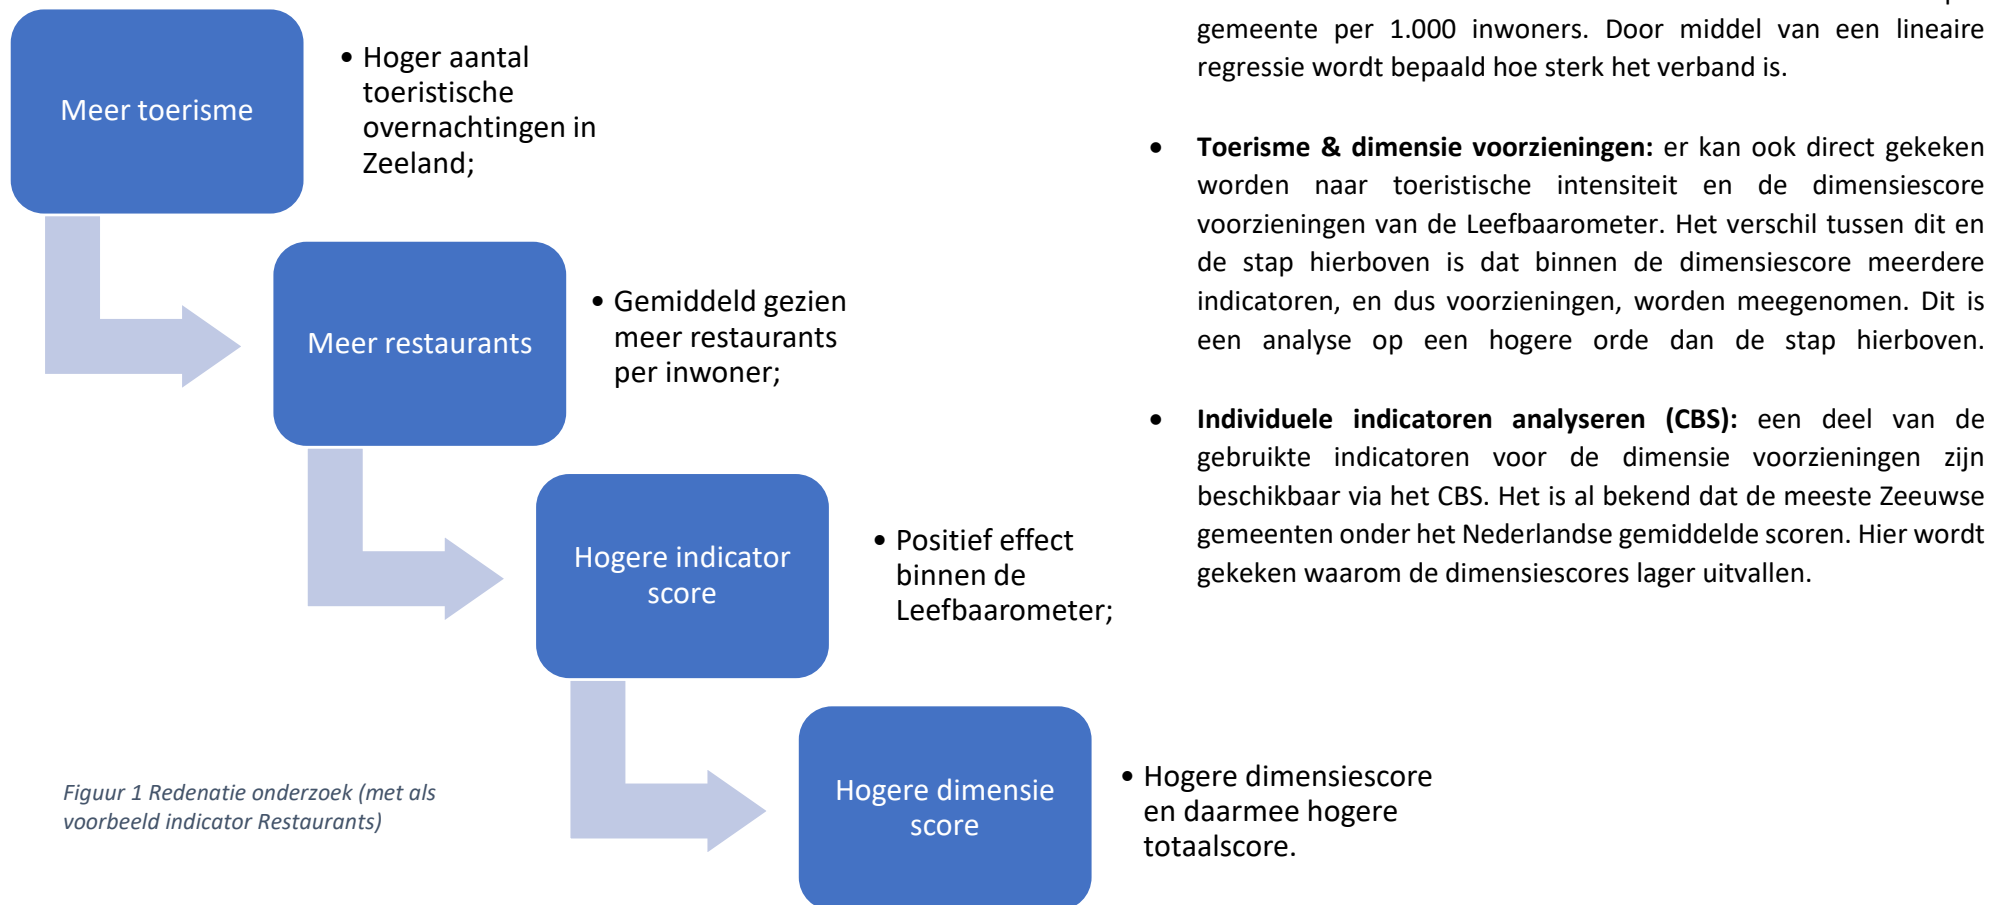 Meer toerisme
• Hoger aantal
toeristische
overnachtingen in
Zeeland;
Meer restaurants
• Gemiddeld gezien
meer restaurants
per inwoner;
Hogere indicator
score
• Positief effect
binnen de
Leefbaarometer;
Hogere dimensie
score
• Hogere dimensiescore
en daarmee hogere
totaalscore.
Figuur 1 Redenatie onderzoek (met als
voorbeeld indicator Restaurants)
gemeente per 1.000 inwoners. Door middel van een lineaire
regressie wordt bepaald hoe sterk het verband is.
• Toerisme & dimensie voorzieningen: er kan ook direct gekeken
worden naar toeristische intensiteit en de dimensiescore
voorzieningen van de Leefbaarometer. Het verschil tussen dit en
de stap hierboven is dat binnen de dimensiescore meerdere
indicatoren, en dus voorzieningen, worden meegenomen. Dit is
een analyse op een hogere orde dan de stap hierboven.
• Individuele indicatoren analyseren (CBS): een deel van de
gebruikte indicatoren voor de dimensie voorzieningen zijn
beschikbaar via het CBS. Het is al bekend dat de meeste Zeeuwse
gemeenten onder het Nederlandse gemiddelde scoren. Hier wordt
gekeken waarom de dimensiescores lager uitvallen.